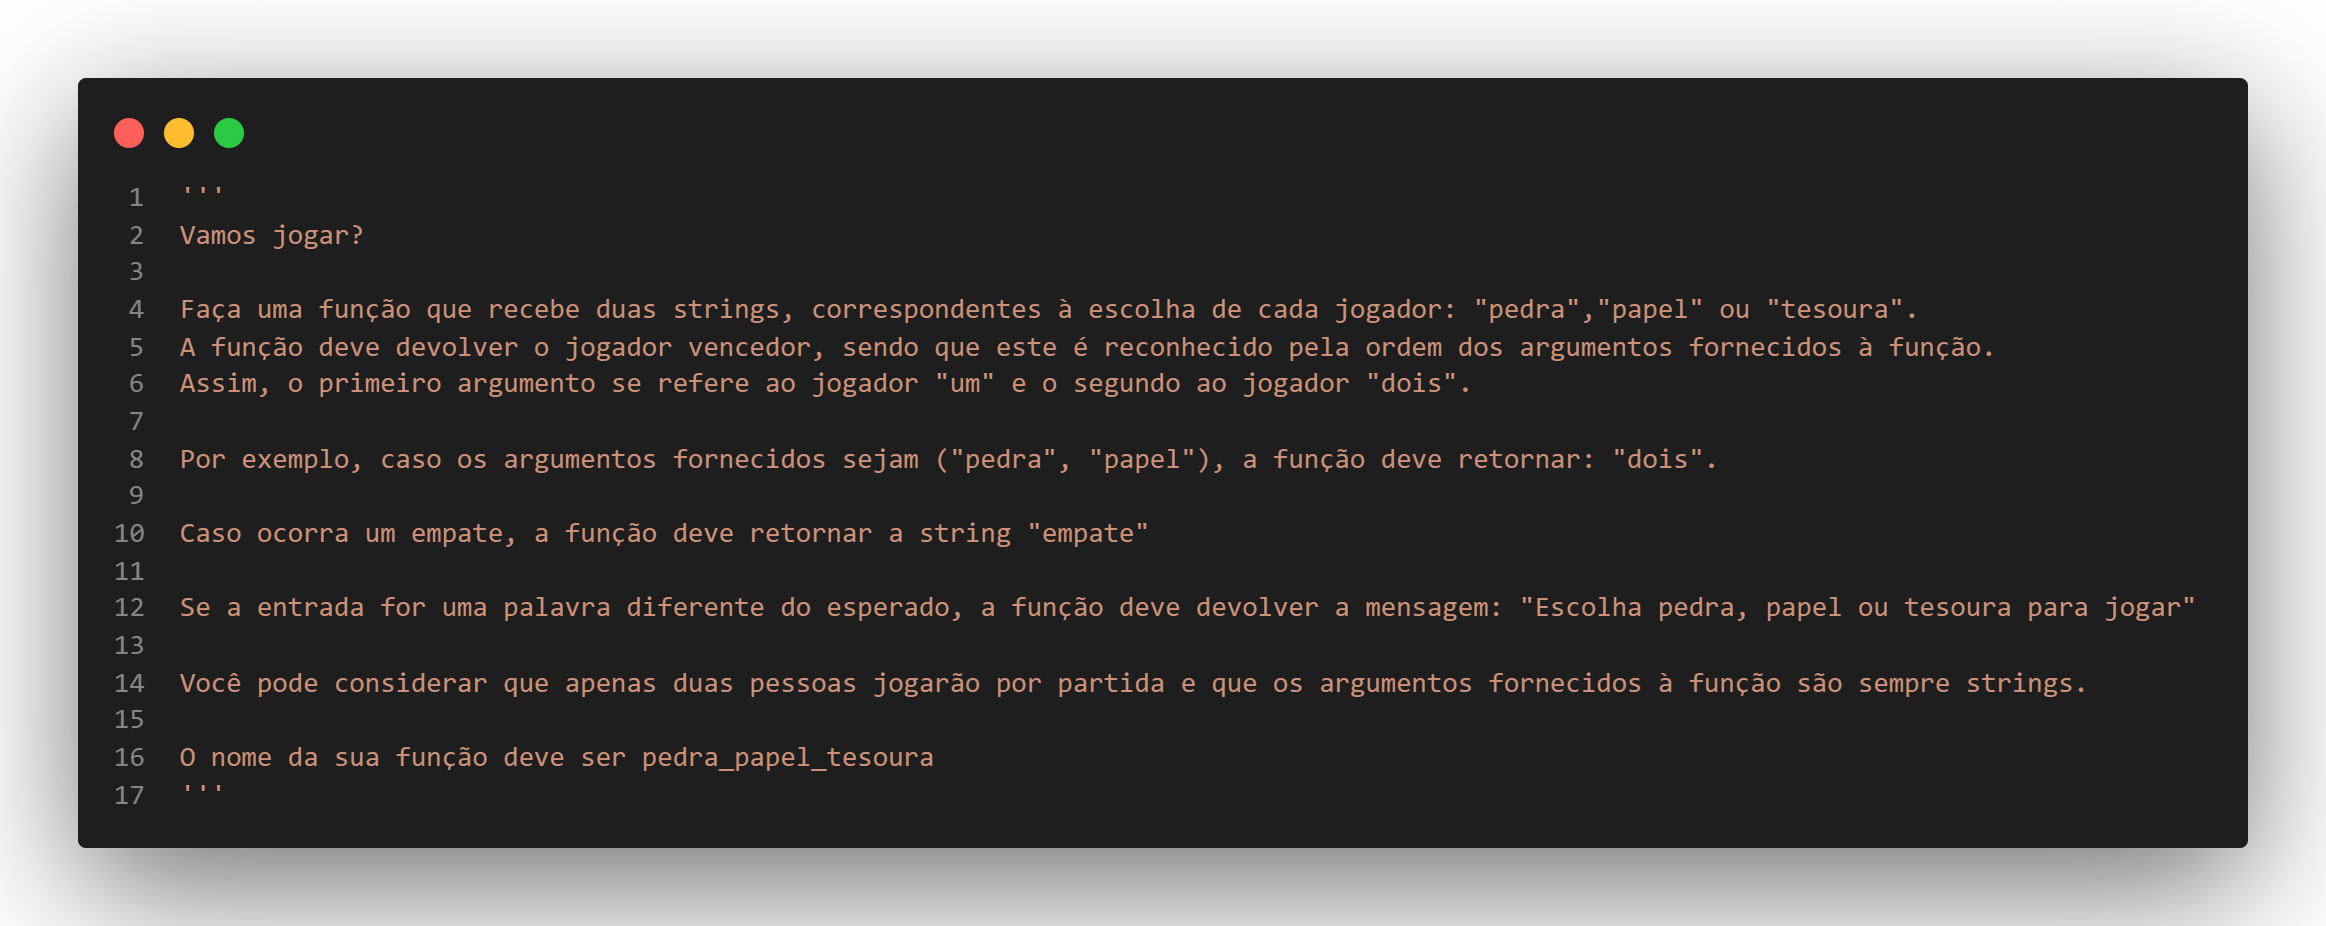 1 '''
2 Vamos jogar?
3
4 Faça uma função que recebe duas strings, correspondentes à escolha de cada jogador: "pedra","papel" ou "tesoura".
5 A função deve devolver o jogador vencedor, sendo que este é reconhecido pela ordem dos argumentos fornecidos à função.
6 Assim, o primeiro argumento se refere ao jogador "um" e o segundo ao jogador "dois".
7
8 Por exemplo, caso os argumentos fornecidos sejam ("pedra", "papel"), a função deve retornar: "dois".
9
10 Caso ocorra um empate, a função deve retornar a string "empate"
11
12 Se a entrada for uma palavra diferente do esperado, a função deve devolver a mensagem: "Escolha pedra, papel ou tesoura para jogar"
13
14 Você pode considerar que apenas duas pessoas jogarão por partida e que os argumentos fornecidos à função são sempre strings.
15
16 O nome da sua função deve ser pedra_papel_tesoura
17 '''